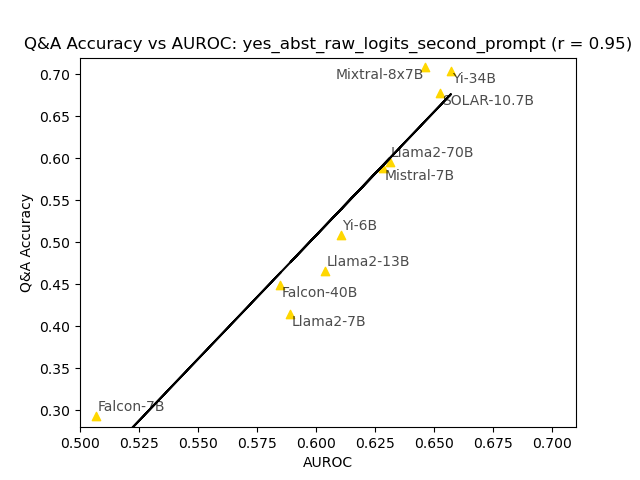 Q&A Accuracy vs AUROC: yes_abst_raw_logits_second_prompt (r = 0.95)
0.70
Mixtral-8x7B
Yi-34B
SOLAR-10.7B
0.65
0.60
Llama2-70B
Mistral-7B
0.55
Yi-6B
0.50
Llama2-13B
0.45
Falcon-40B
Llama2-7B
0.40
0.35
Falcon-7B
0.30
Q&A Accuracy
0.500 0.525 0.550 0.575 0.600 0.625 0.650 0.675 0.700
AUROC